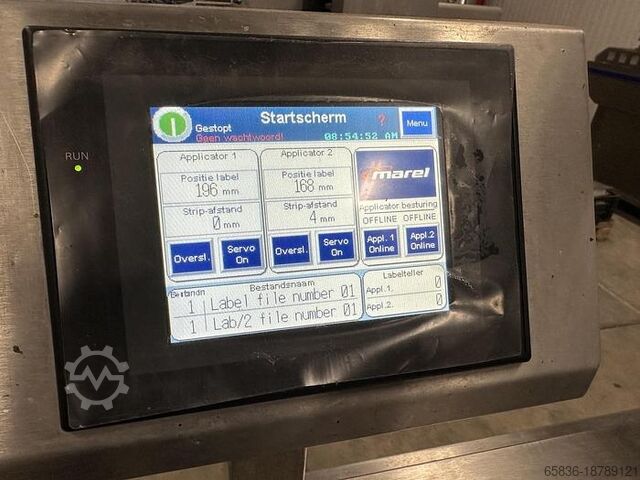 RUN
Startscherm
?
Menu
Gestopt
Geen wachtwoord!
08:54:52 AM
Applicator 1
Positie label
196 mm
Strip-afstand
0 mm
Oversl.
Servo
On
Applicator 2
Positie label
168 mm
Strip-afstand
4 mm
Oversl.
Servo
On
marel
Applicator besturing
OFFLINE OFFLINE
Appl.1
Online
Appl.2
Online
Bestandsnaam
1 Label file number 01
1 Lab/2 file number 01
Labelteller
Appl.1. 0
Appl.2. 0
65836-18789121